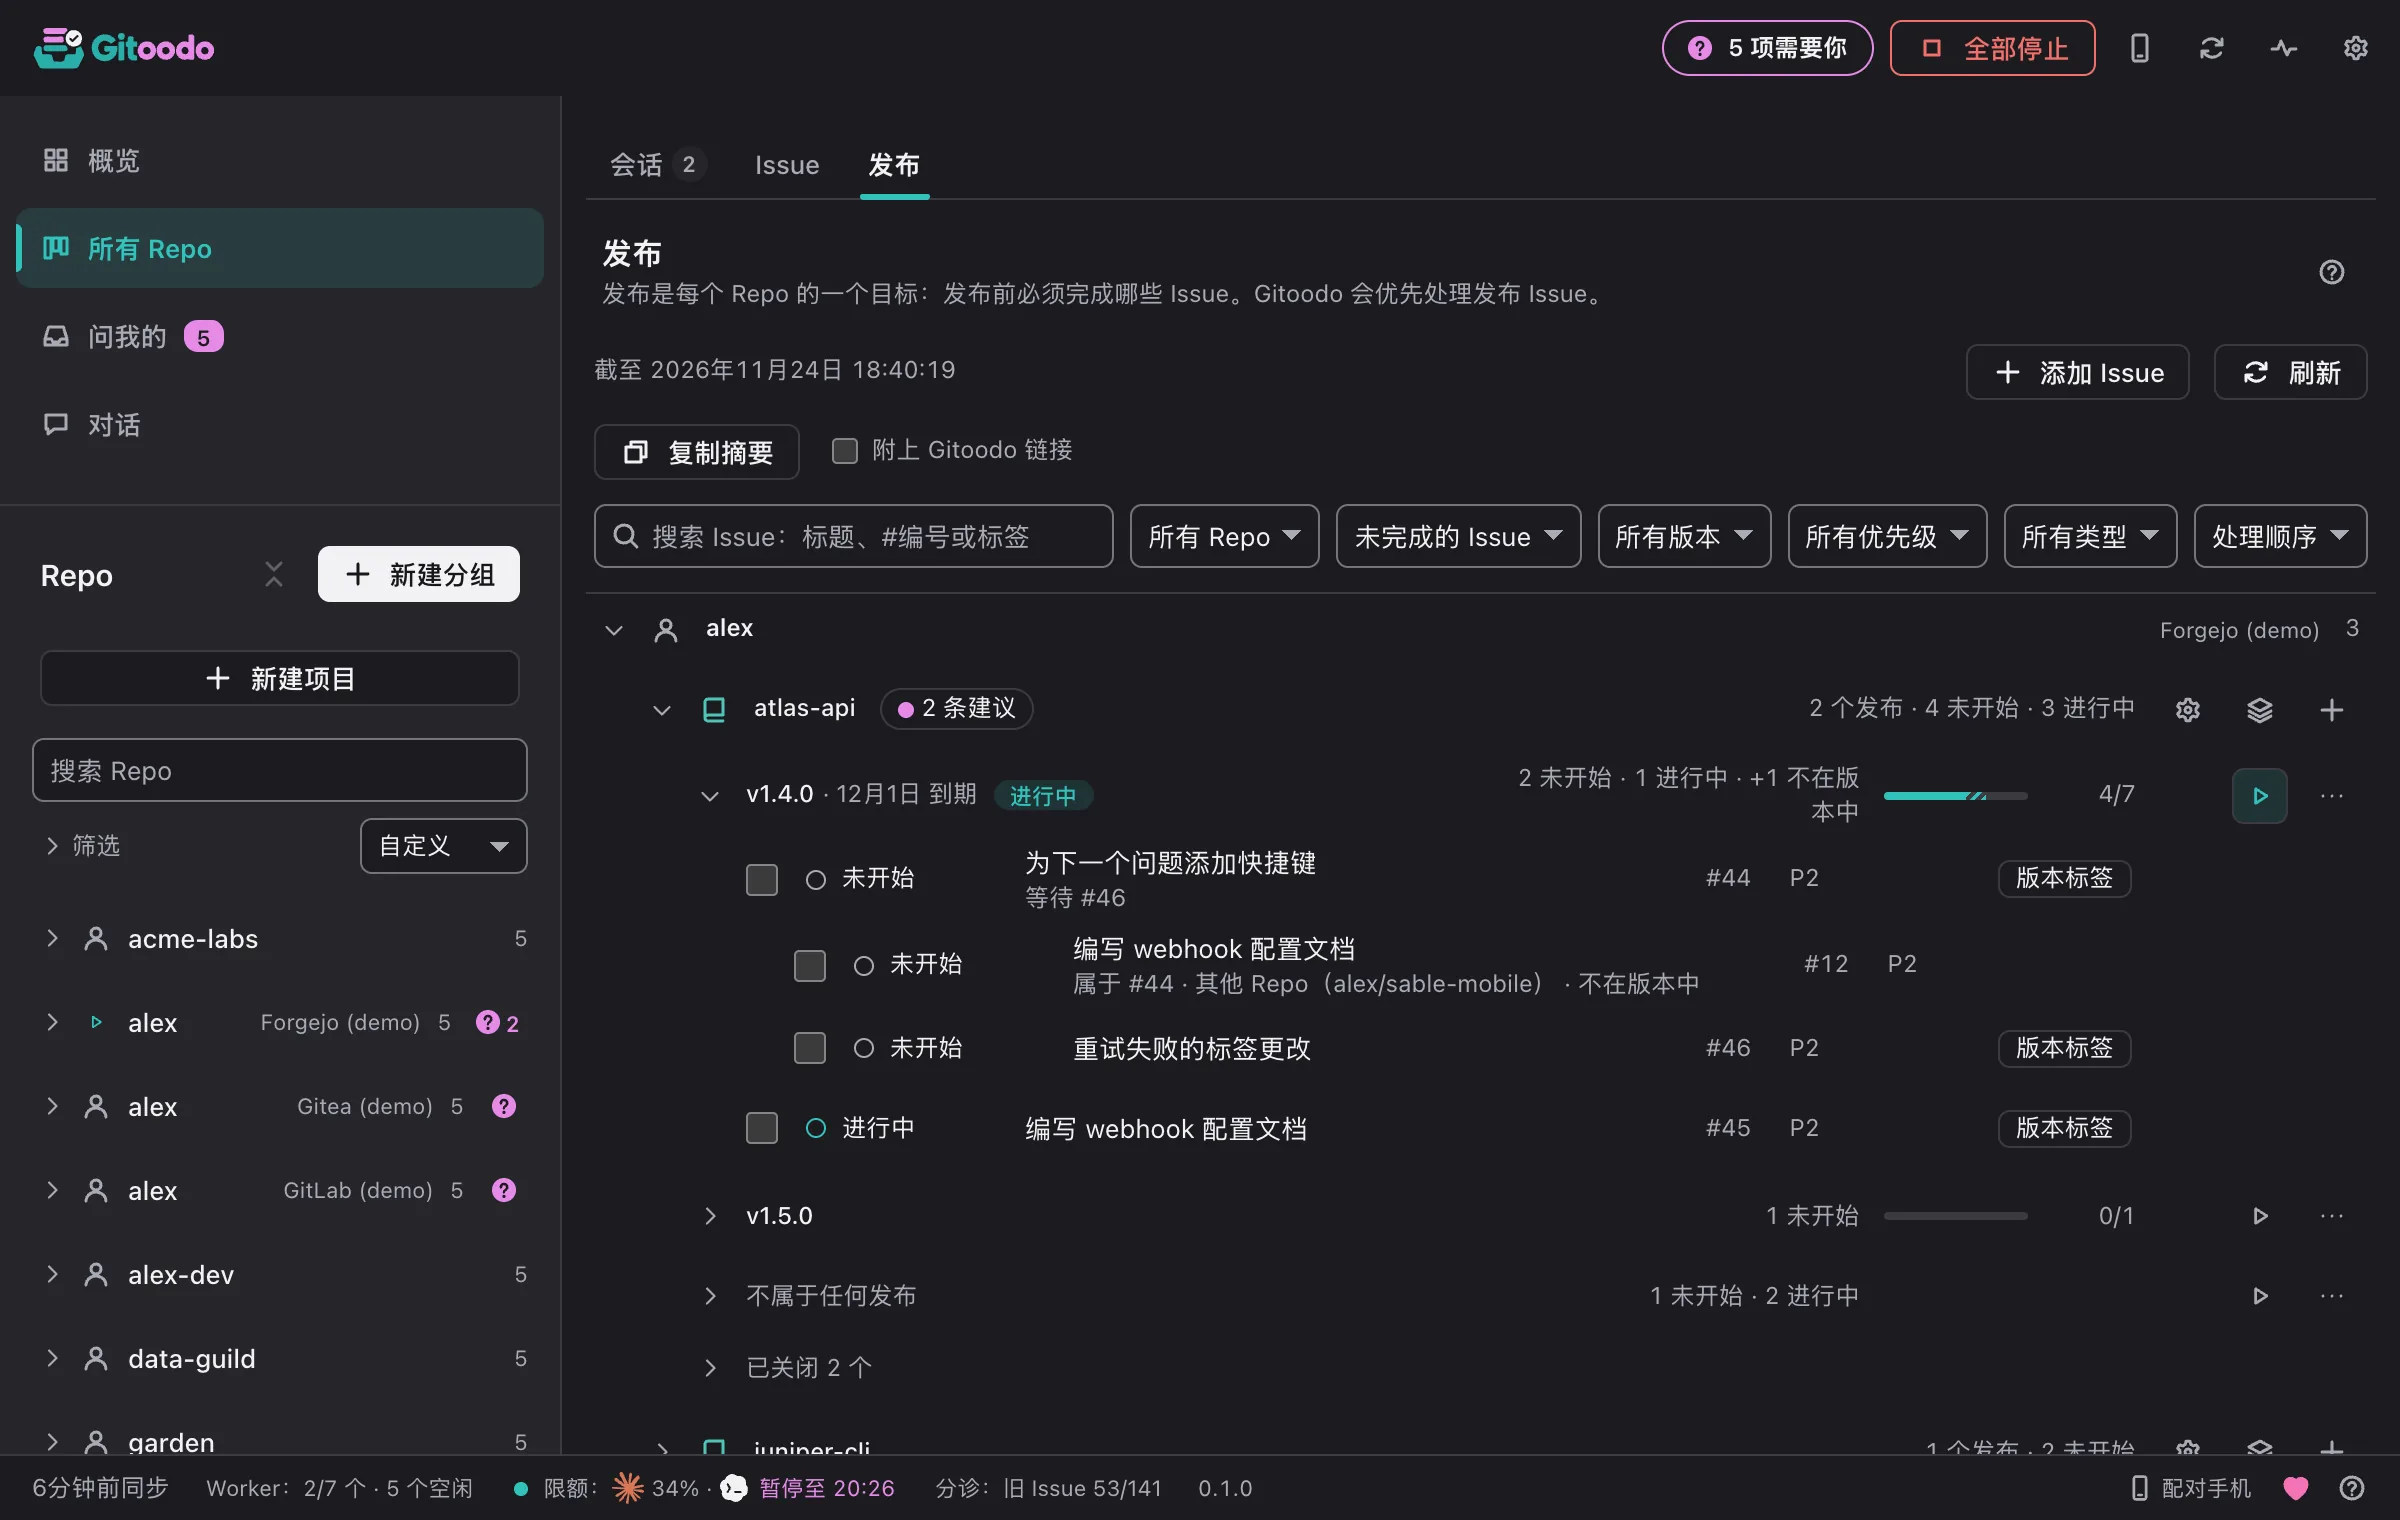 Gitoodo
5 项需要你
全部停止
概览
所有 Repo
问我的 5
对话
Repo
新建分组
新建项目
搜索 Repo
筛选
自定义
acme-labs 5
alex Forgejo (demo) 5 2
alex Gitea (demo) 5
alex GitLab (demo) 5
alex-dev 5
data-guild 5
garden 5
会话 2
Issue
发布
发布
发布是每个 Repo 的一个目标：发布前必须完成哪些 Issue。Gitoodo 会优先处理发布 Issue。
截至 2026年11月24日 18:40:19
添加 Issue
刷新
复制摘要
附上 Gitoodo 链接
搜索 Issue：标题、#编号或标签
所有 Repo
未完成的 Issue
所有版本
所有优先级
所有类型
处理顺序
alex Forgejo (demo) 3
atlas-api 2 条建议 2 个发布 · 4 未开始 · 3 进行中
v1.4.0 · 12月1日 到期 进行中 2 未开始 · 1 进行中 · +1 不在版
本中
4/7
未开始 为下一个问题添加快捷键 #44 P2 版本标签
等待 #46
未开始 编写 webhook 配置文档 #12 P2
属于 #44 · 其他 Repo（alex/sable-mobile） · 不在版本中
未开始 重试失败的标签更改 #46 P2 版本标签
进行中 编写 webhook 配置文档 #45 P2 版本标签
v1.5.0 1 未开始 0/1
不属于任何发布 1 未开始 · 2 进行中
已关闭 2 个
juniper-cli 1 个发布 · 2 未开始
6分钟前同步 Worker：2/7 个 · 5 个空闲 限额： 34% · 暂停至 20:26 分诊：旧 Issue 53/141 0.1.0
配对手机